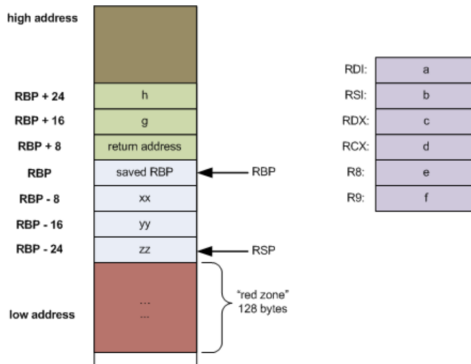 high address
RBP + 24 h
RBP + 16 g
RBP + 8 return address
RBP saved RBP RBP
RBP - 8 xx
RBP - 16 yy
RBP - 24 zz RSP
...
...
low address
"red zone"
128 bytes
RDI: a
RSI: b
RDX: c
RCX: d
R8: e
R9: f